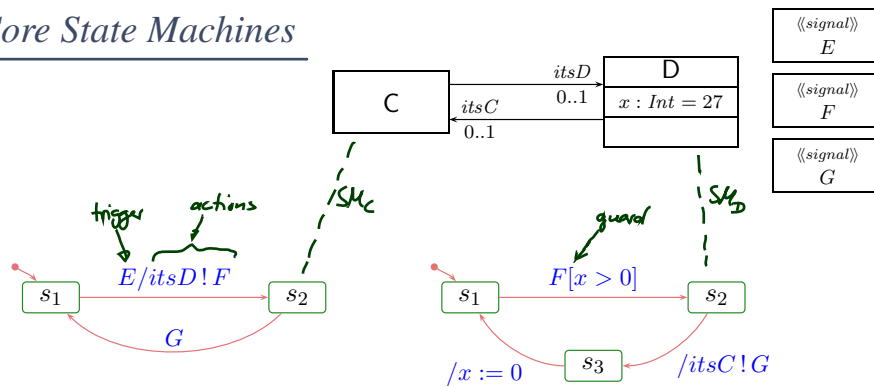 ore State Machines
⟪signal⟫
E
⟪signal⟫
F
⟪signal⟫
G
C
itsD
0..1
itsC
0..1
D
x : Int = 27
trigger
actions
SM_C
guard
SM_D
s₁
E/itsD ! F
s₂
G
s₁
F[x > 0]
s₂
s₃
/x := 0
/itsC ! G